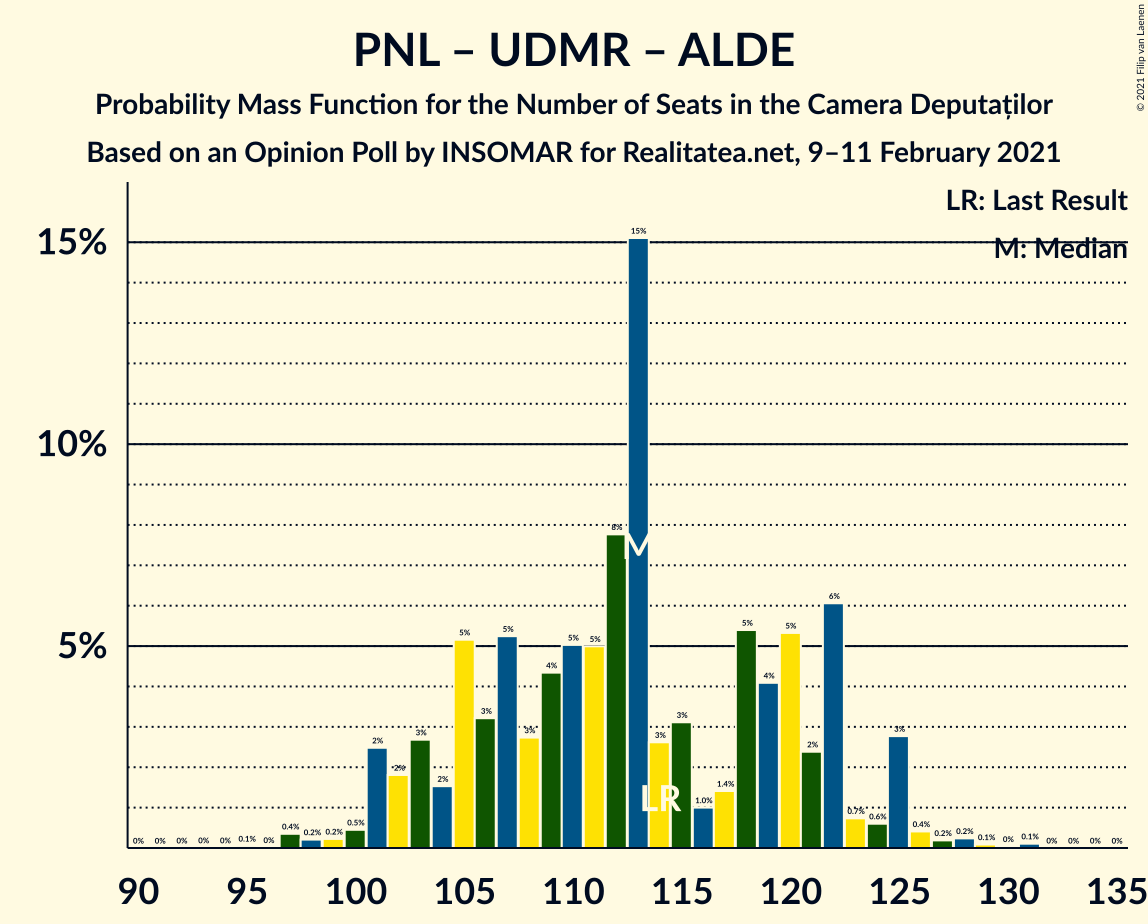 PNL – UDMR – ALDE
Probability Mass Function for the Number of Seats in the Camera Deputaților
Based on an Opinion Poll by INSOMAR for Realitatea.net, 9–11 February 2021
© 2021 Filip van Laenen
LR: Last Result
M: Median
15%
10%
5%
0% 0% 0% 0% 0% 0.1% 0% 0.4% 0.2% 0.2% 0.5% 2% 2% 3% 2% 5% 3% 5% 3% 4% 5% 5% 8% 15% 3% 3% 1.0% 1.4% 5% 4% 5% 2% 6% 0.7% 0.6% 3% 0.4% 0.2% 0.2% 0.1% 0% 0.1% 0% 0% 0% 0%
M
LR
90 95 100 105 110 115 120 125 130 135